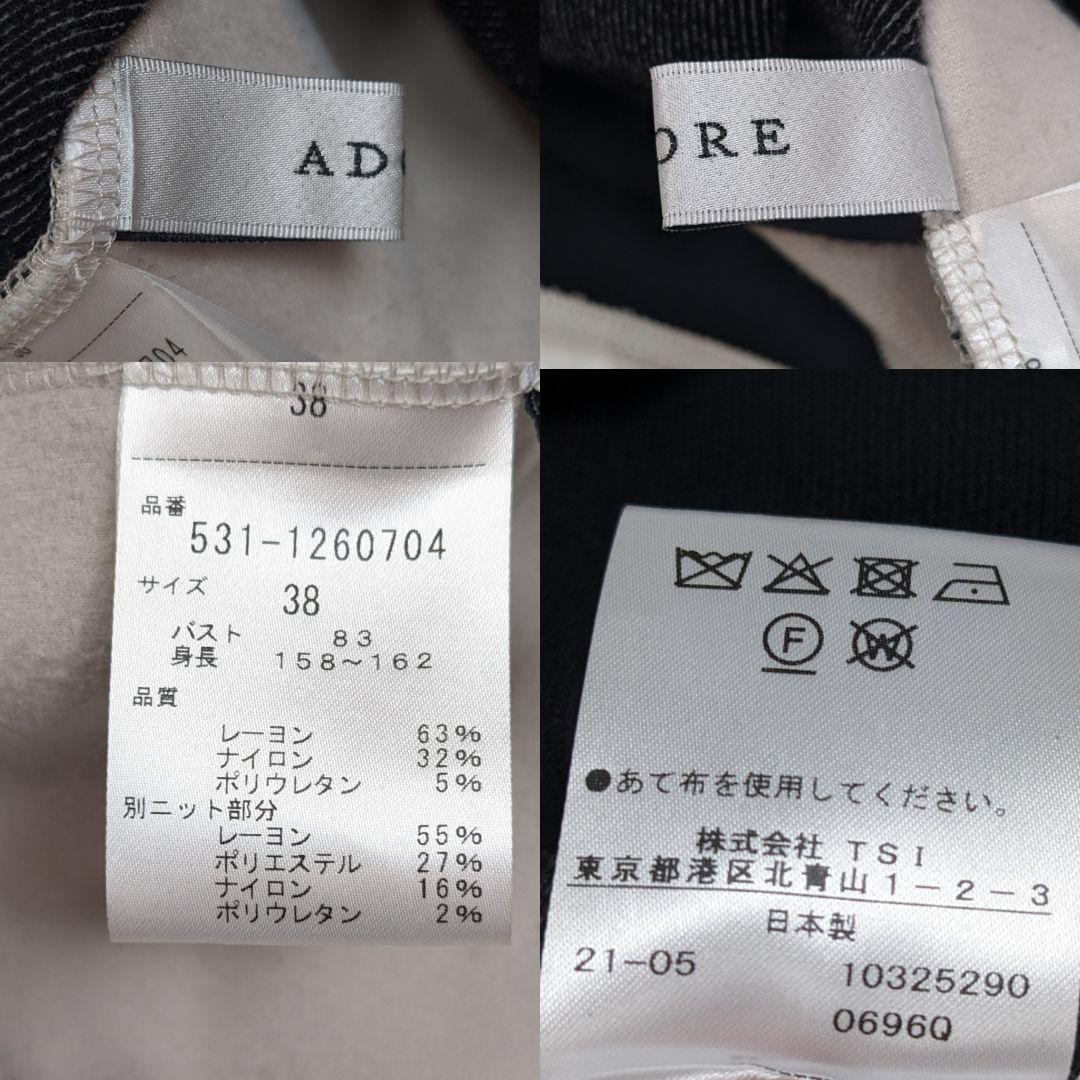 AD
ORE
704
38
品番
531-1260704
サイズ
38
バスト 83
身長 158~162
品質
レーヨン 63%
ナイロン 32%
ポリウレタン 5%
別ニット部分
レーヨン 55%
ポリエステル 27%
ナイロン 16%
ポリウレタン 2%
F
W
●あて布を使用してください。
株式会社 TSI
東京都港区北青山1-2-3
日本製
21-05
10325290
0696Q